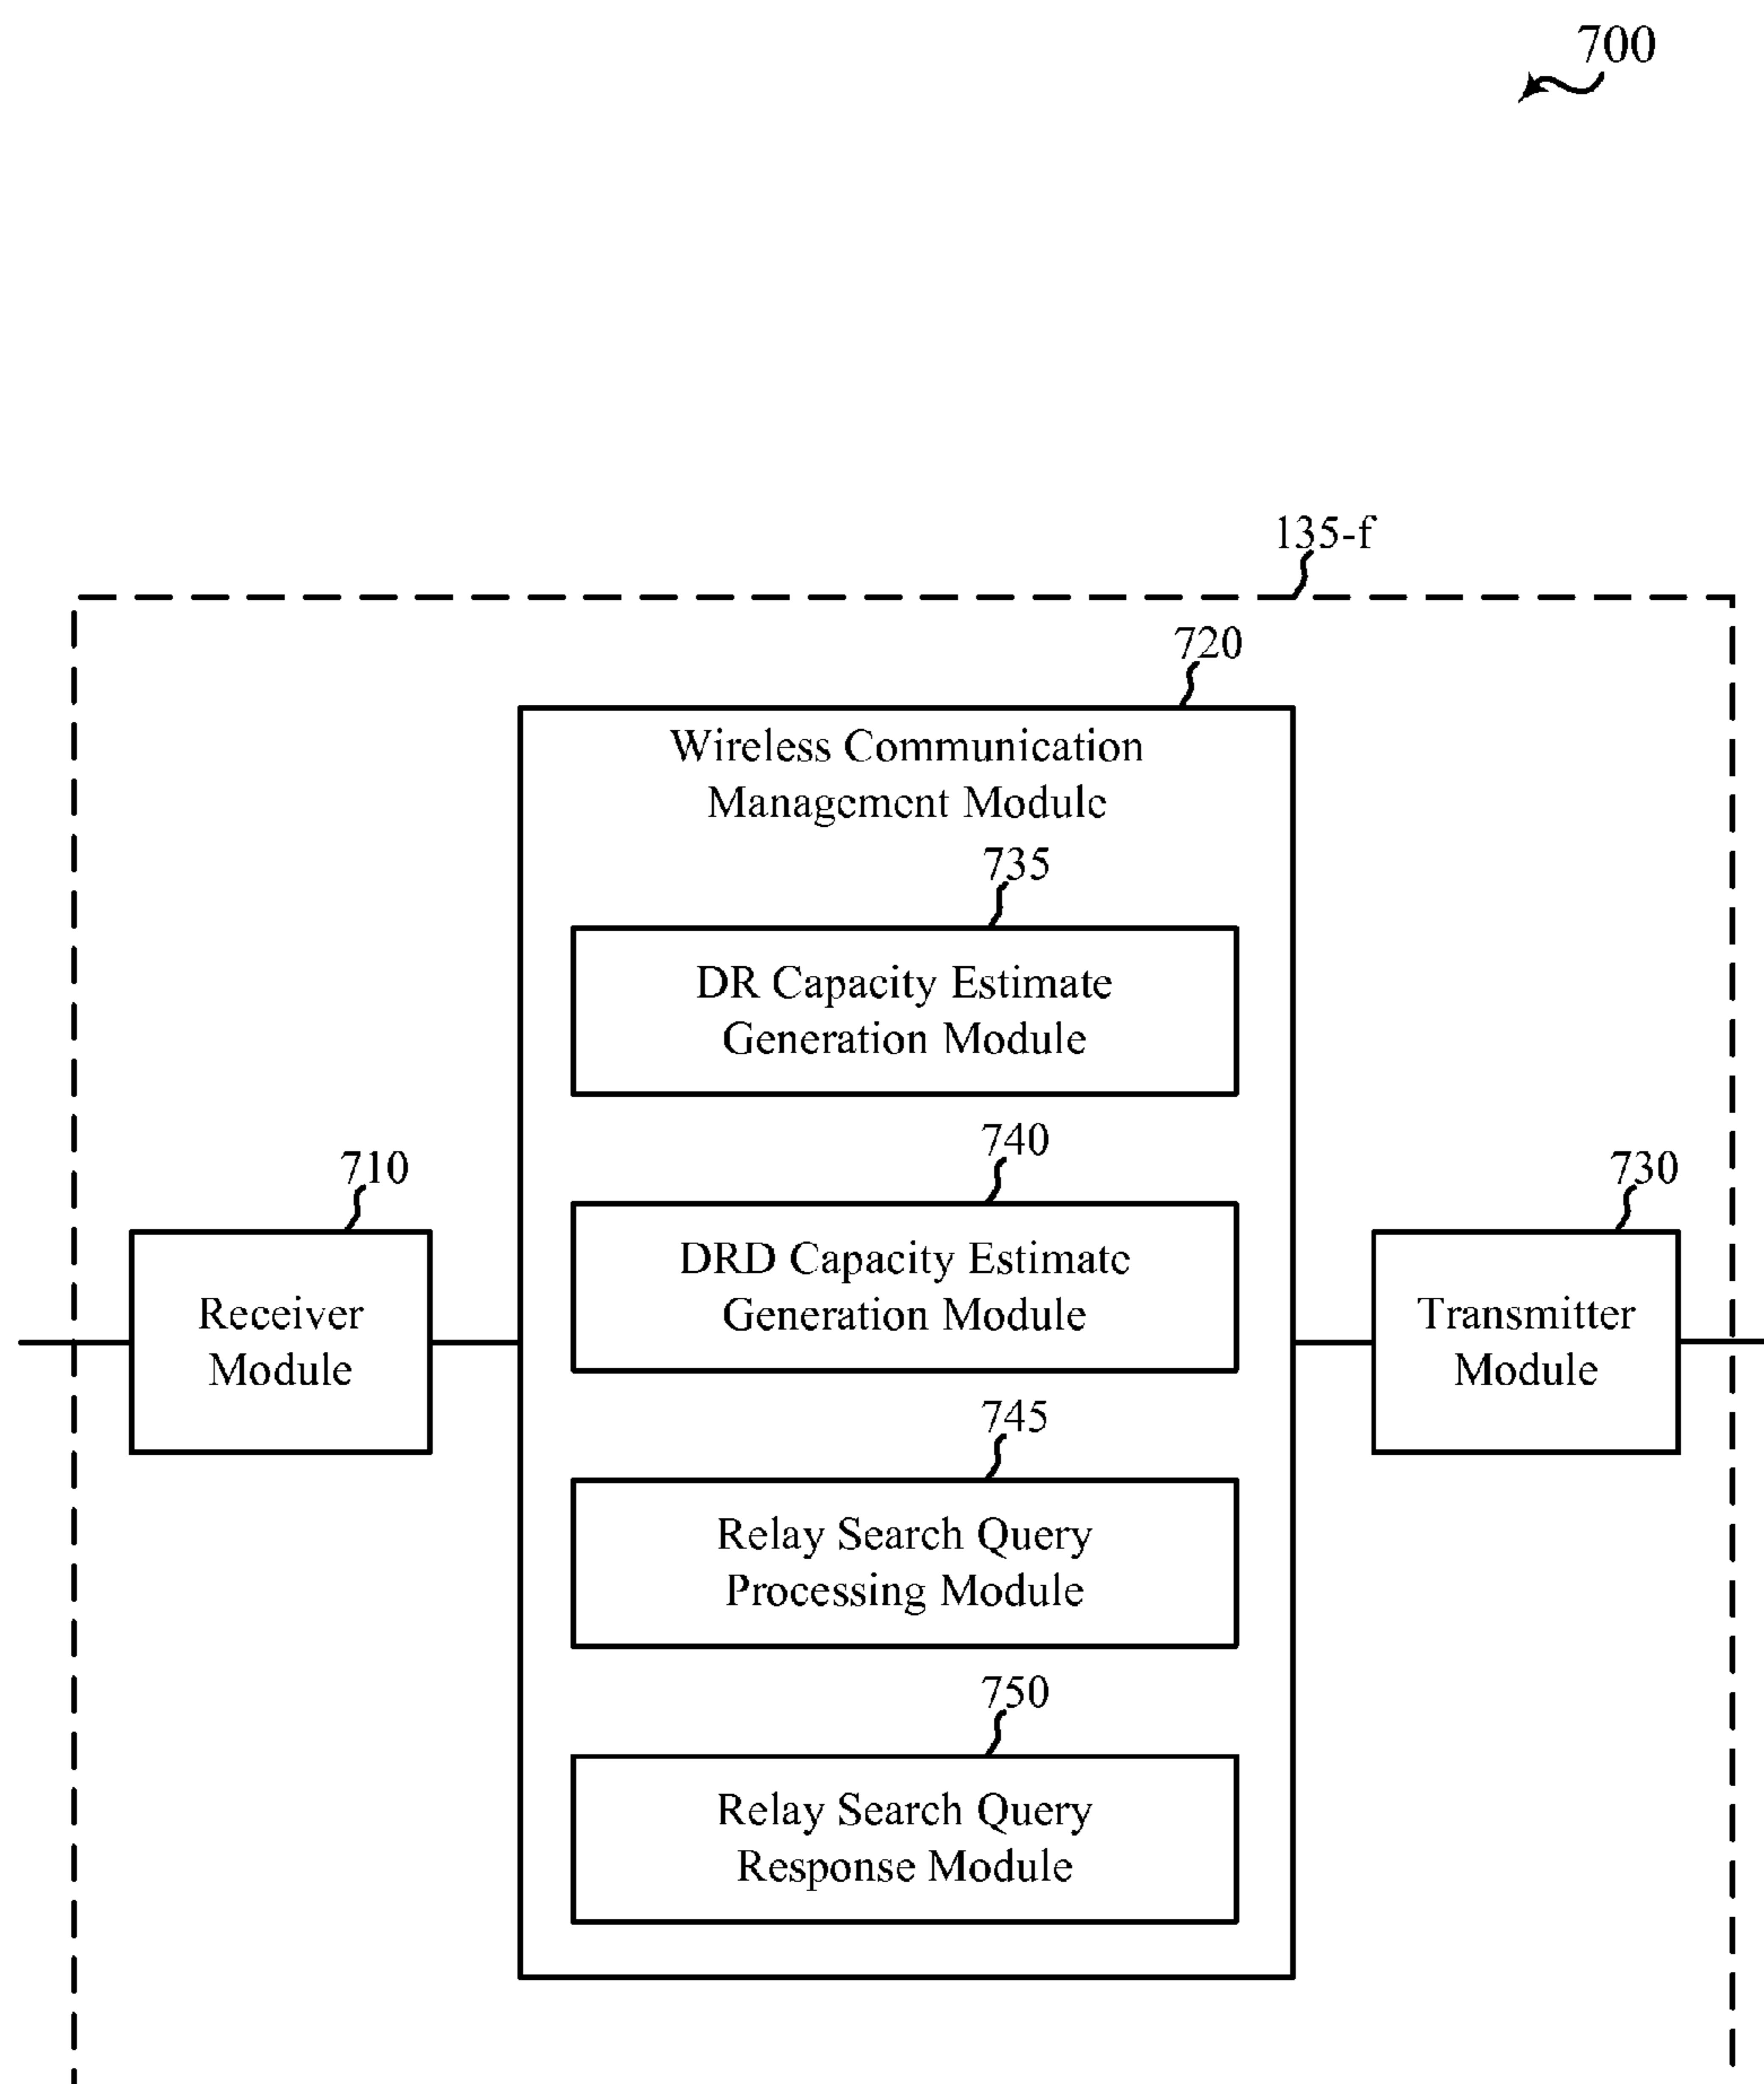 700
135-f
720
Wireless Communication
Management Module
735
DR Capacity Estimate
Generation Module
710
Receiver
Module
740
DRD Capacity Estimate
Generation Module
730
Transmitter
Module
745
Relay Search Query
Processing Module
750
Relay Search Query
Response Module